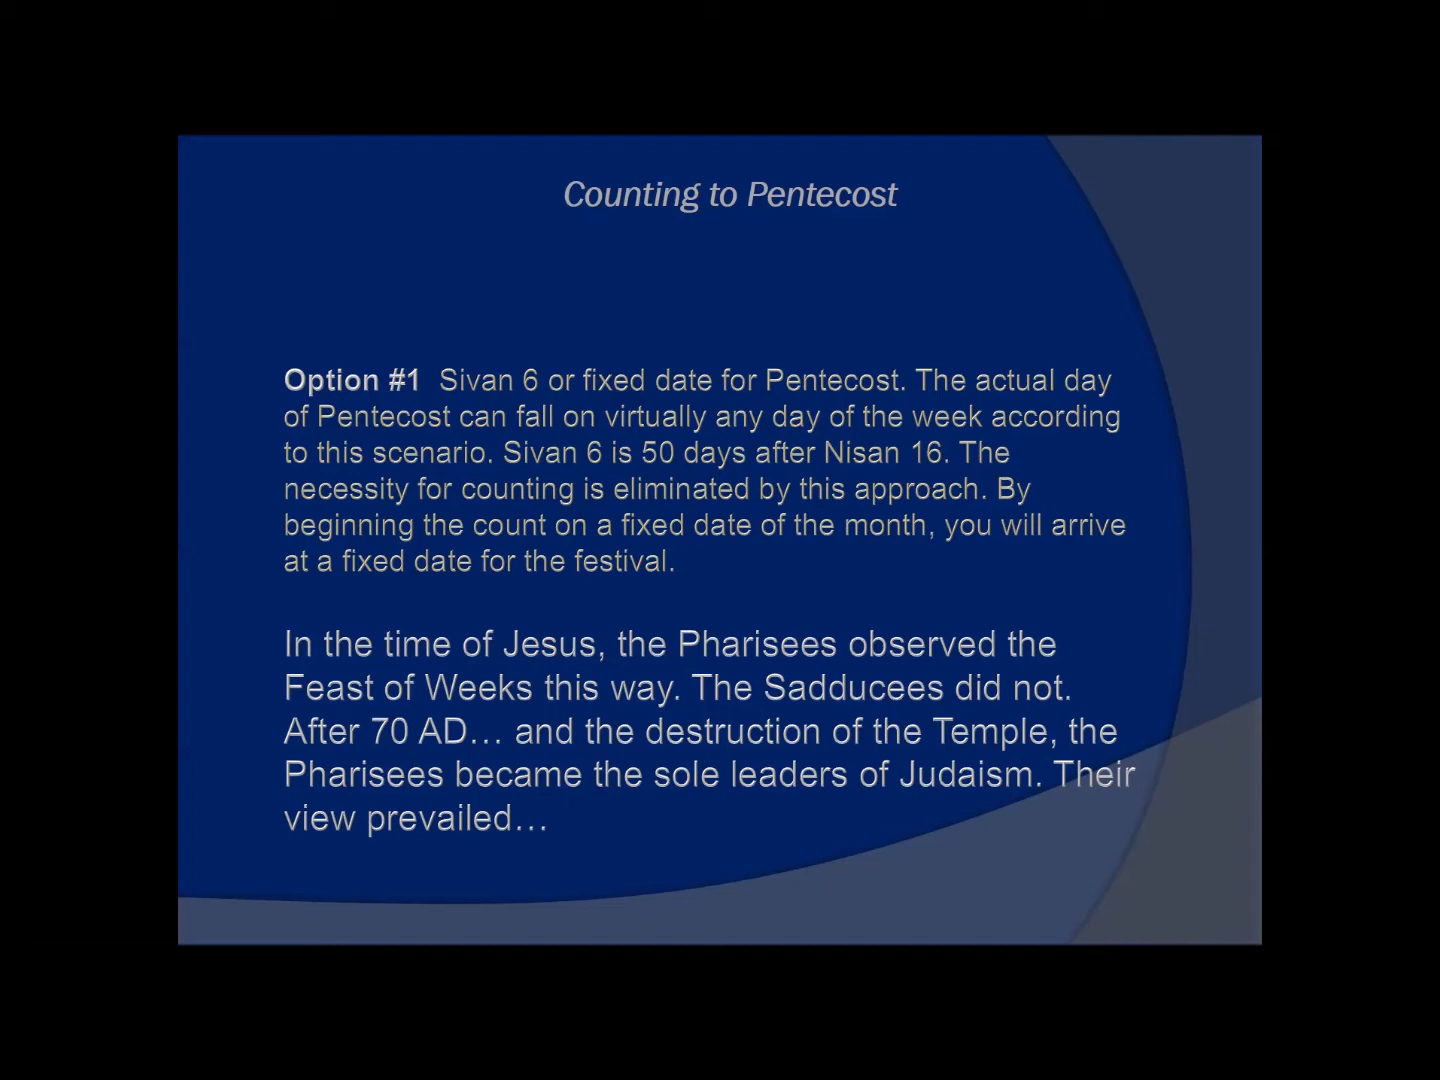 Counting to Pentecost
Option #1  Sivan 6 or fixed date for Pentecost. The actual day
of Pentecost can fall on virtually any day of the week according
to this scenario. Sivan 6 is 50 days after Nisan 16. The
necessity for counting is eliminated by this approach. By
beginning the count on a fixed date of the month, you will arrive
at a fixed date for the festival.
In the time of Jesus, the Pharisees observed the
Feast of Weeks this way. The Sadducees did not.
After 70 AD… and the destruction of the Temple, the
Pharisees became the sole leaders of Judaism. Their
view prevailed…